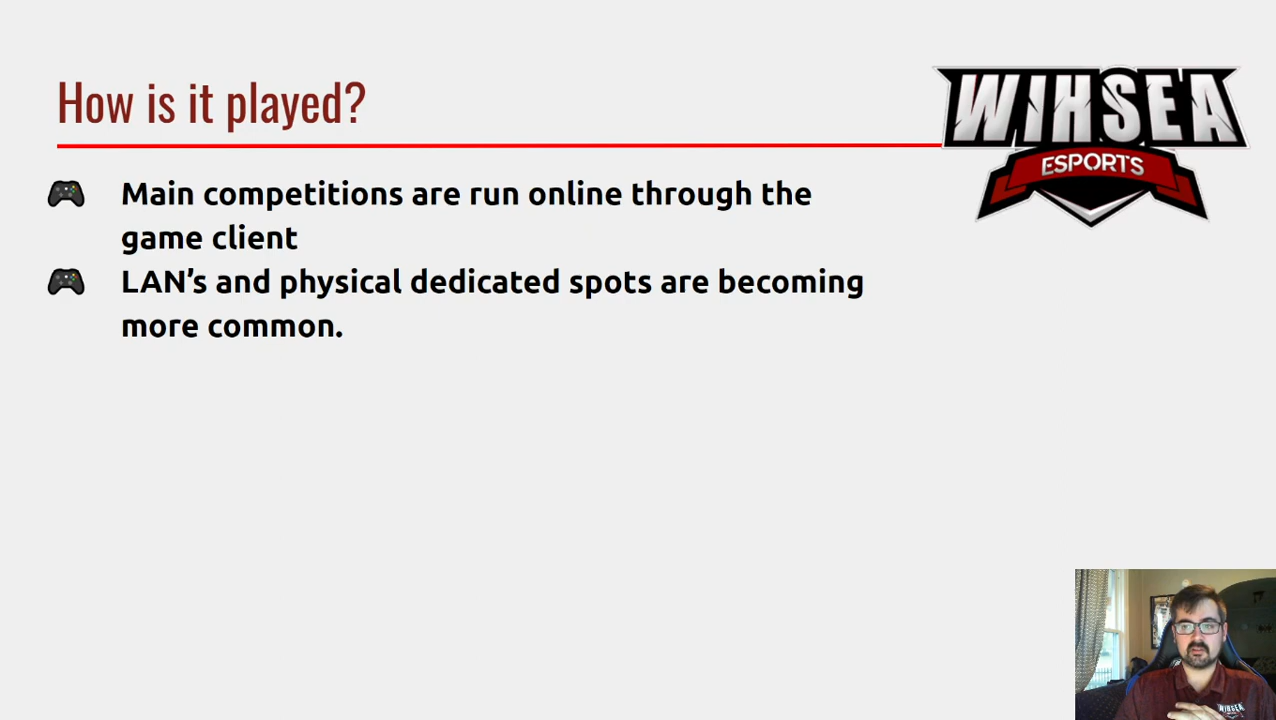 How is it played?
WIHSEA
ESPORTS
Main competitions are run online through the
game client
LAN’s and physical dedicated spots are becoming
more common.
WIHSEA